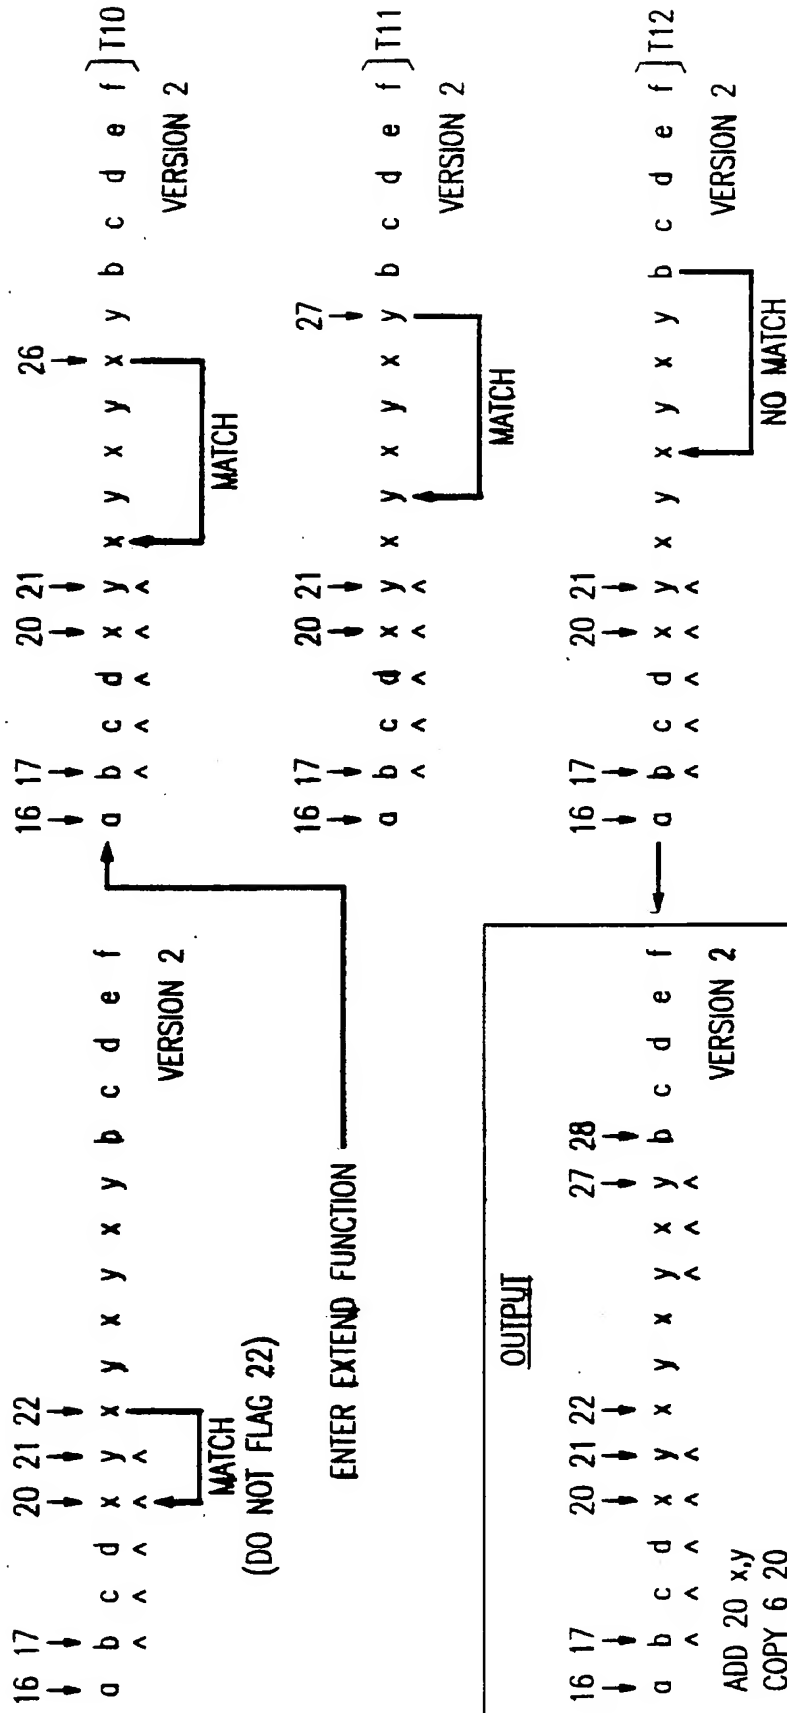 16 17 20 21 22
a b c d x y x y x y x y b c d e f
^ ^ ^ ^ ^
MATCH
(DO NOT FLAG 22)
VERSION 2
ENTER EXTEND FUNCTION
16 17 20 21 26
a b c d x y x y x y x y b c d e f }T10
^ ^ ^ ^ ^
MATCH
VERSION 2
16 17 20 21 27
a b c d x y x y x y x y b c d e f }T11
^ ^ ^ ^ ^
MATCH
VERSION 2
16 17 20 21
a b c d x y x y x y x y b c d e f }T12
^ ^ ^ ^ ^
NO MATCH
VERSION 2
OUTPUT
16 17 20 21 22 27 28
a b c d x y x y x y x y b c d e f
^ ^ ^ ^ ^ ^ ^ ^
VERSION 2
ADD 20 x,y
COPY 6 20